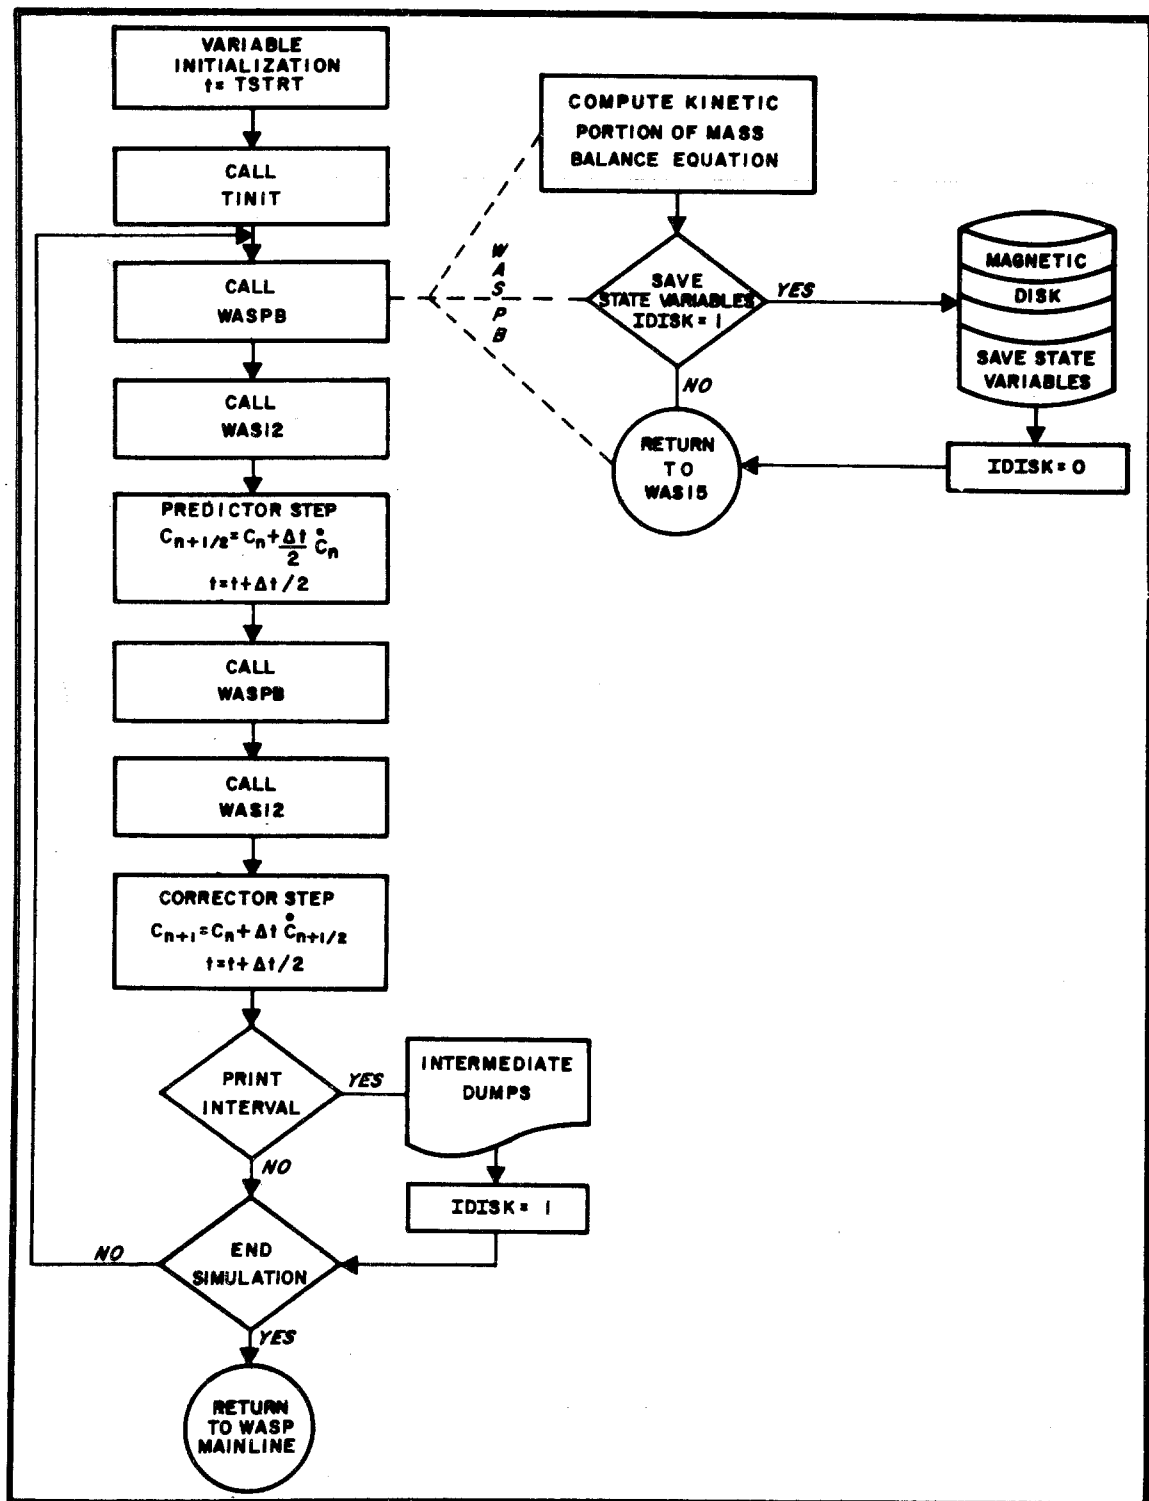 VARIABLE
INITIALIZATION
t= TSTRT
CALL
TINIT
CALL
WASPB
CALL
WAS12
PREDICTOR STEP
Cn+1/2 = Cn + Δt/2 Ċn
t=t+Δt/2
CALL
WASPB
CALL
WAS12
CORRECTOR STEP
Cn+1 = Cn + Δt Ċn+1/2
t=t+Δt/2
PRINT
INTERVAL
YES
NO
INTERMEDIATE
DUMPS
IDISK= 1
END
SIMULATION
NO
YES
RETURN
TO WASP
MAINLINE
WASPB
COMPUTE KINETIC
PORTION OF MASS
BALANCE EQUATION
SAVE
STATE VARIABLES
IDISK= 1
YES
NO
MAGNETIC
DISK
SAVE STATE
VARIABLES
IDISK=0
RETURN
TO
WAS15